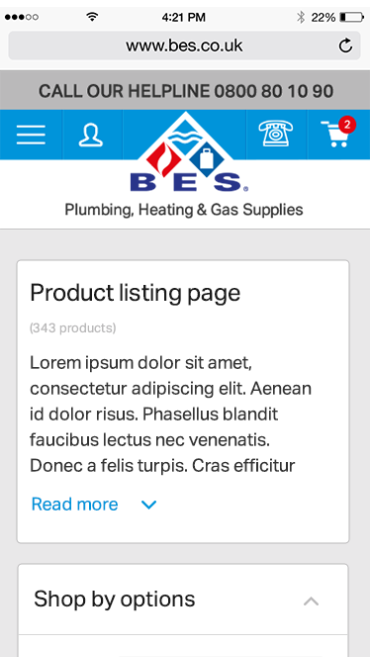 4:21 PM
22%
www.bes.co.uk
CALL OUR HELPLINE 0800 80 10 90
2
BES
Plumbing, Heating & Gas Supplies
Product listing page
(343 products)
Lorem ipsum dolor sit amet,
consectetur adipiscing elit. Aenean
id dolor risus. Phasellus blandit
faucibus lectus nec venenatis.
Donec a felis turpis. Cras efficitur
Read more
Shop by options